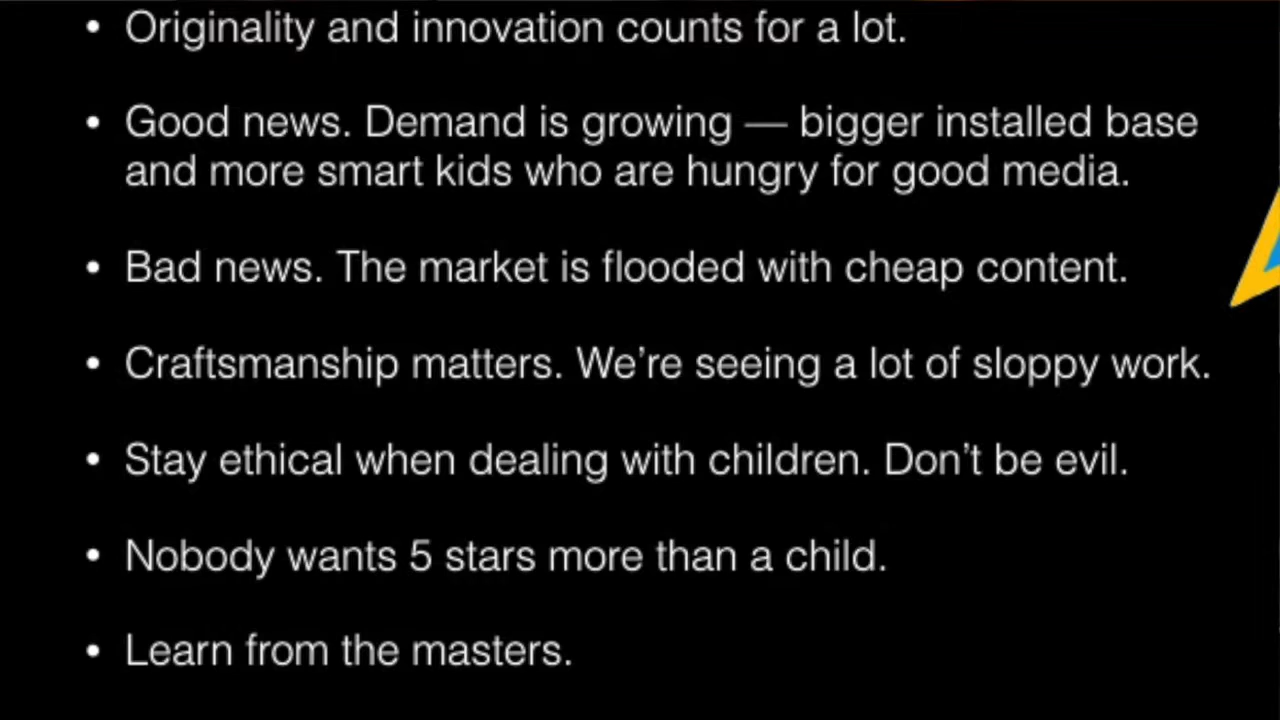 • Originality and innovation counts for a lot.
• Good news. Demand is growing — bigger installed base
and more smart kids who are hungry for good media.
• Bad news. The market is flooded with cheap content.
• Craftsmanship matters. We’re seeing a lot of sloppy work.
• Stay ethical when dealing with children. Don’t be evil.
• Nobody wants 5 stars more than a child.
• Learn from the masters.